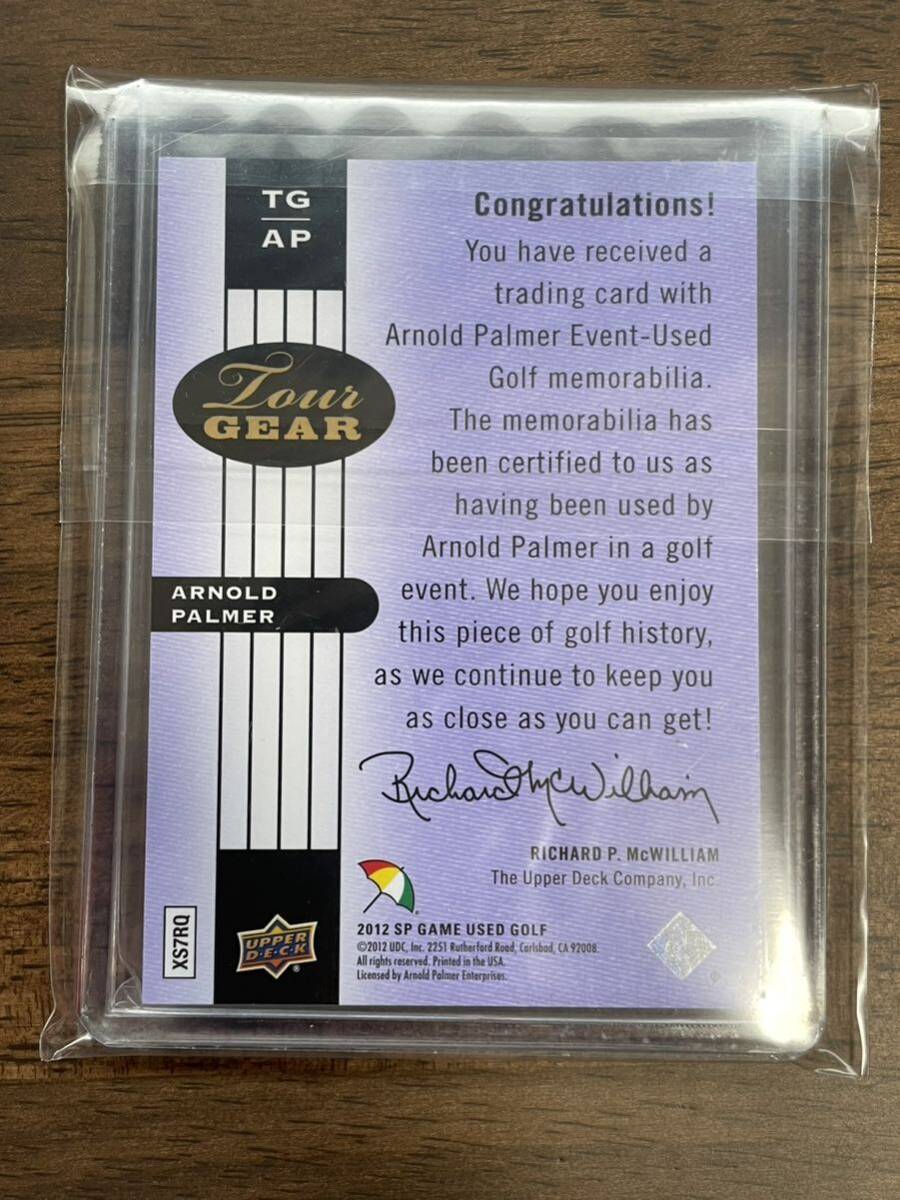 TG
AP
Tour
GEAR
ARNOLD
PALMER
Congratulations!
You have received a
trading card with
Arnold Palmer Event-Used
Golf memorabilia.
The memorabilia has
been certified to us as
having been used by
Arnold Palmer in a golf
event. We hope you enjoy
this piece of golf history,
as we continue to keep you
as close as you can get!
Richard McWilliam
RICHARD P. McWILLIAM
The Upper Deck Company, Inc.
2012 SP GAME USED GOLF
©2012 UDC, Inc. 2251 Rutherford Road, Carlsbad, CA 92008.
All rights reserved. Printed in the USA.
Licensed by Arnold Palmer Enterprises.
XS7RQ
UPPER
D·E·C·K
®